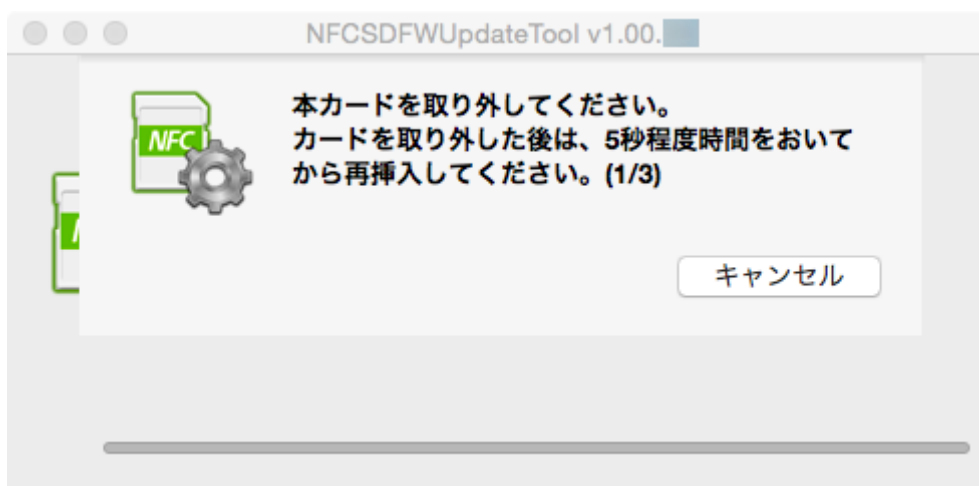 NFCSDFWUpdateTool v1.00.
本カードを取り外してください。
カードを取り外した後は、5秒程度時間をおいて
から再挿入してください。(1/3)
NFC
キャンセル